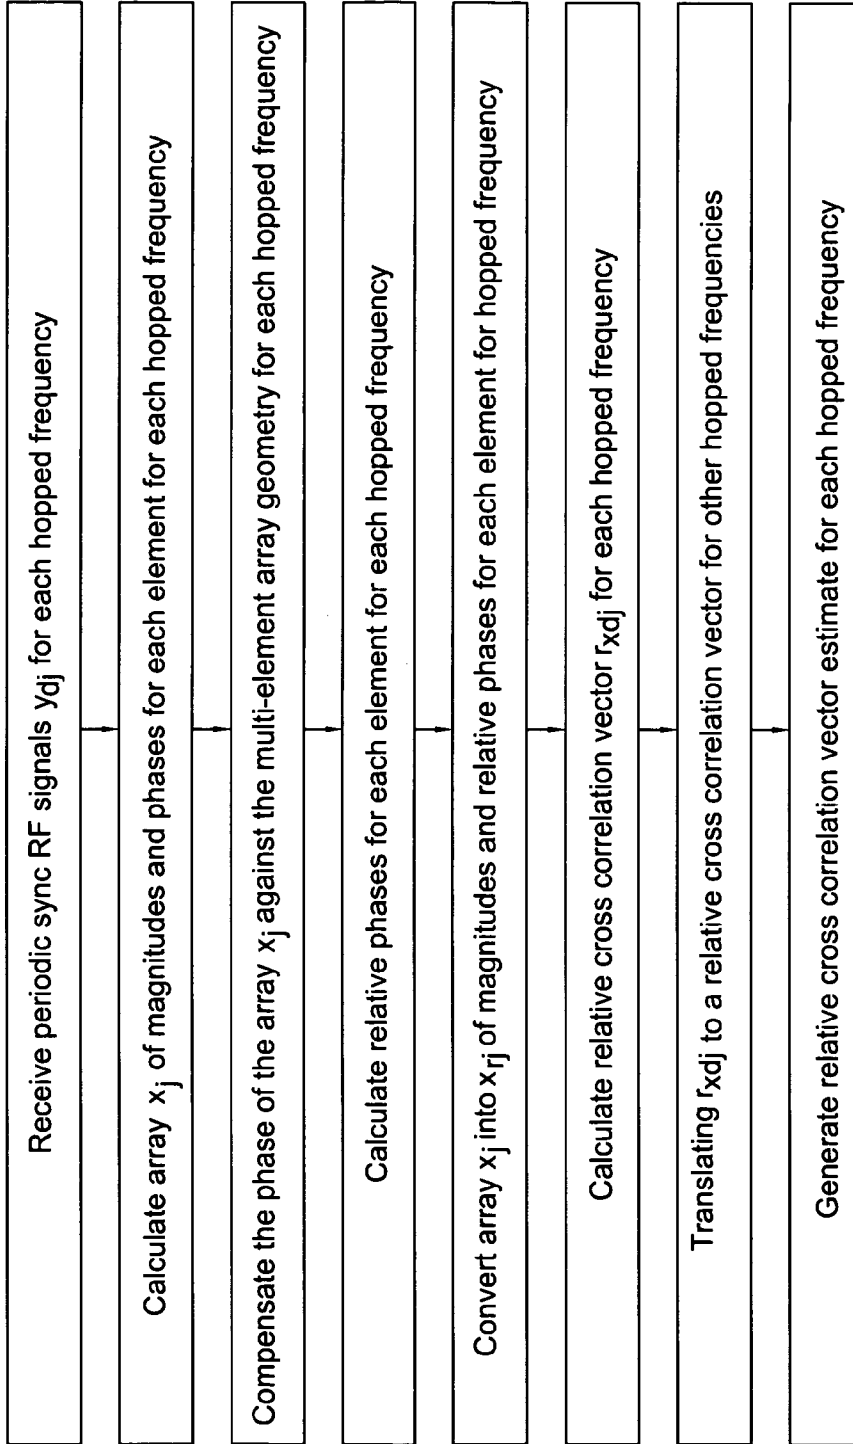 Receive periodic sync RF signals ydj for each hopped frequency
Calculate array xj of magnitudes and phases for each element for each hopped frequency
Compensate the phase of the array xj against the multi-element array geometry for each hopped frequency
Calculate relative phases for each element for each hopped frequency
Convert array xj into xrj of magnitudes and relative phases for each element for hopped frequency
Calculate relative cross correlation vector rxdj for each hopped frequency
Translating rxdj to a relative cross correlation vector for other hopped frequencies
Generate relative cross correlation vector estimate for each hopped frequency